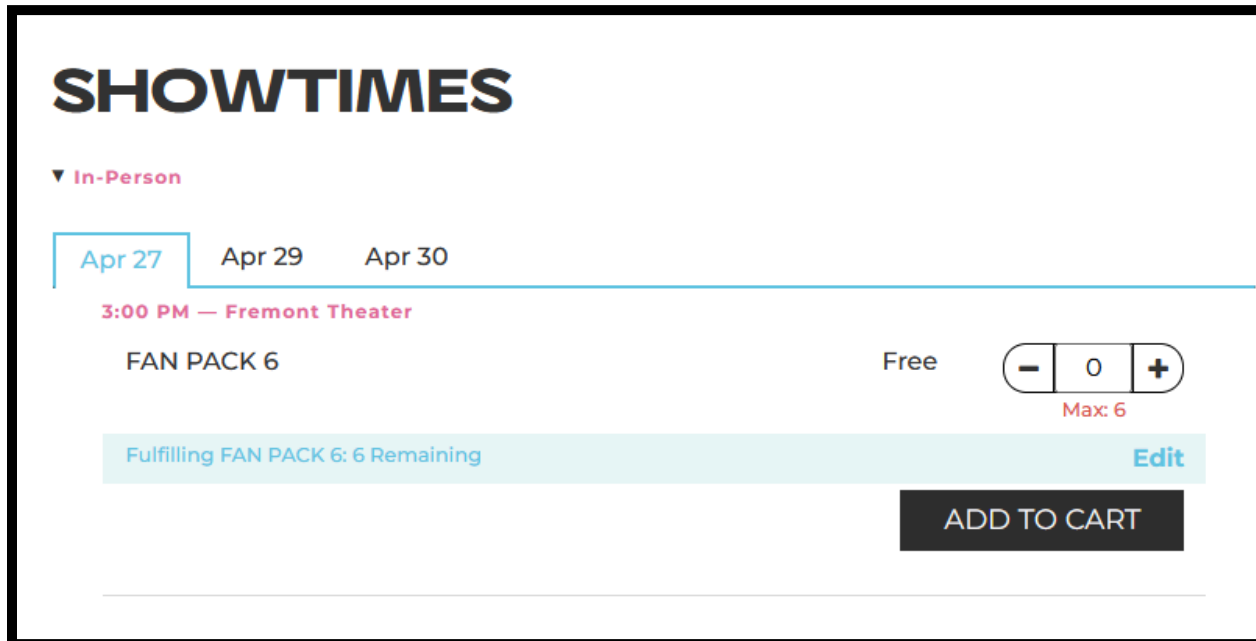 SHOWTIMES
▼ In-Person
Apr 27 Apr 29 Apr 30
3:00 PM — Fremont Theater
FAN PACK 6 Free − 0 +
Max: 6
Fulfilling FAN PACK 6: 6 Remaining Edit
ADD TO CART